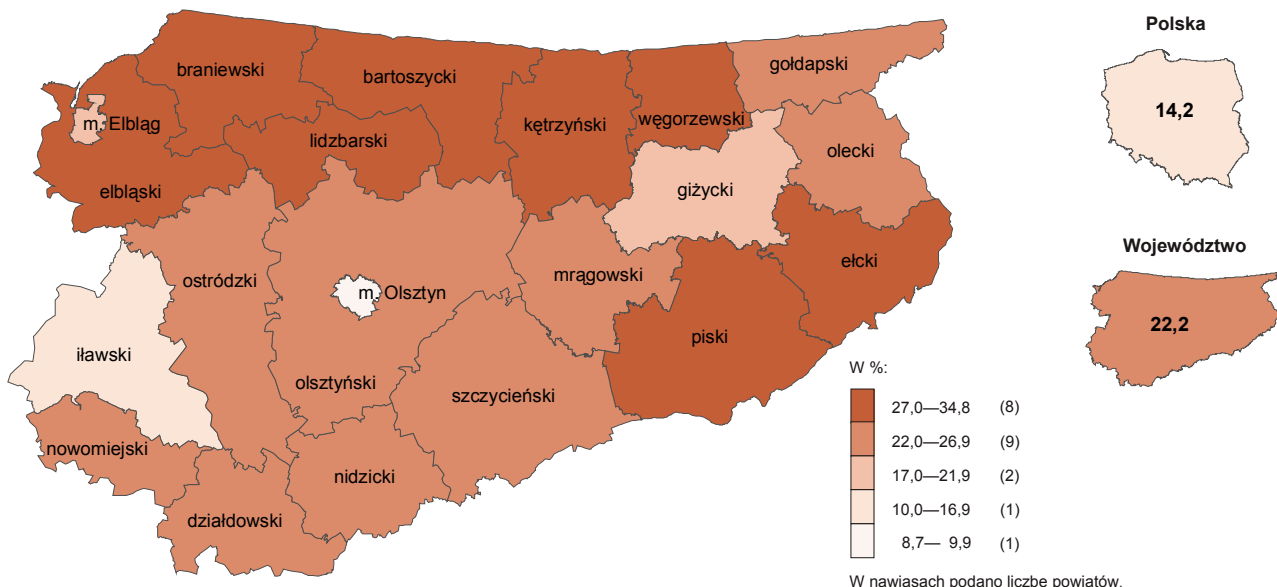 Polska
14,2
Województwo
22,2
braniewski
bartoszycki
gołdapski
m. Elbląg
kętrzyński
węgorzewski
lidzbarski
olecki
elbląski
giżycki
ełcki
ostródzki
mrągowski
m. Olsztyn
piski
iławski
olsztyński
szczycieński
nowomiejski
nidzicki
działdowski
W %:
27,0—34,8 (8)
22,0—26,9 (9)
17,0—21,9 (2)
10,0—16,9 (1)
8,7— 9,9 (1)
W nawiasach podano liczbę powiatów.